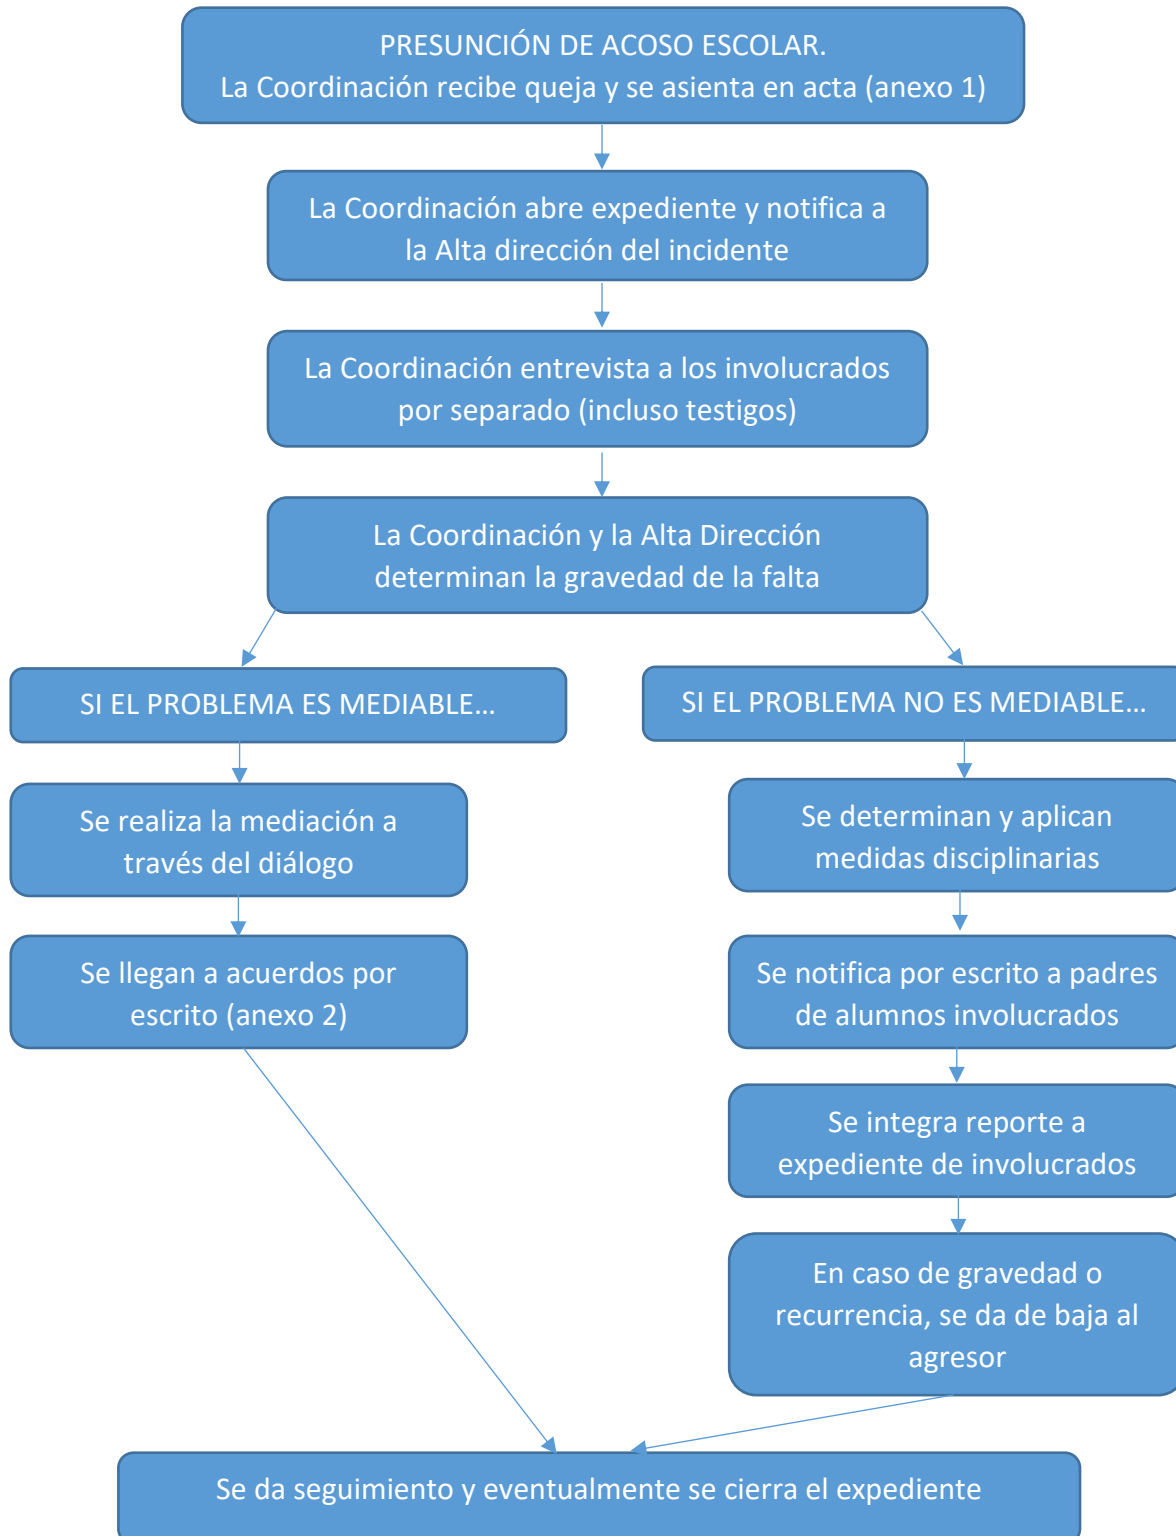 PRESUNCIÓN DE ACOSO ESCOLAR.
La Coordinación recibe queja y se asienta en acta (anexo 1)
La Coordinación abre expediente y notifica a
la Alta dirección del incidente
La Coordinación entrevista a los involucrados
por separado (incluso testigos)
La Coordinación y la Alta Dirección
determinan la gravedad de la falta
SI EL PROBLEMA ES MEDIABLE...
Se realiza la mediación a
través del diálogo
Se llegan a acuerdos por
escrito (anexo 2)
SI EL PROBLEMA NO ES MEDIABLE...
Se determinan y aplican
medidas disciplinarias
Se notifica por escrito a padres
de alumnos involucrados
Se integra reporte a
expediente de involucrados
En caso de gravedad o
recurrencia, se da de baja al
agresor
Se da seguimiento y eventualmente se cierra el expediente